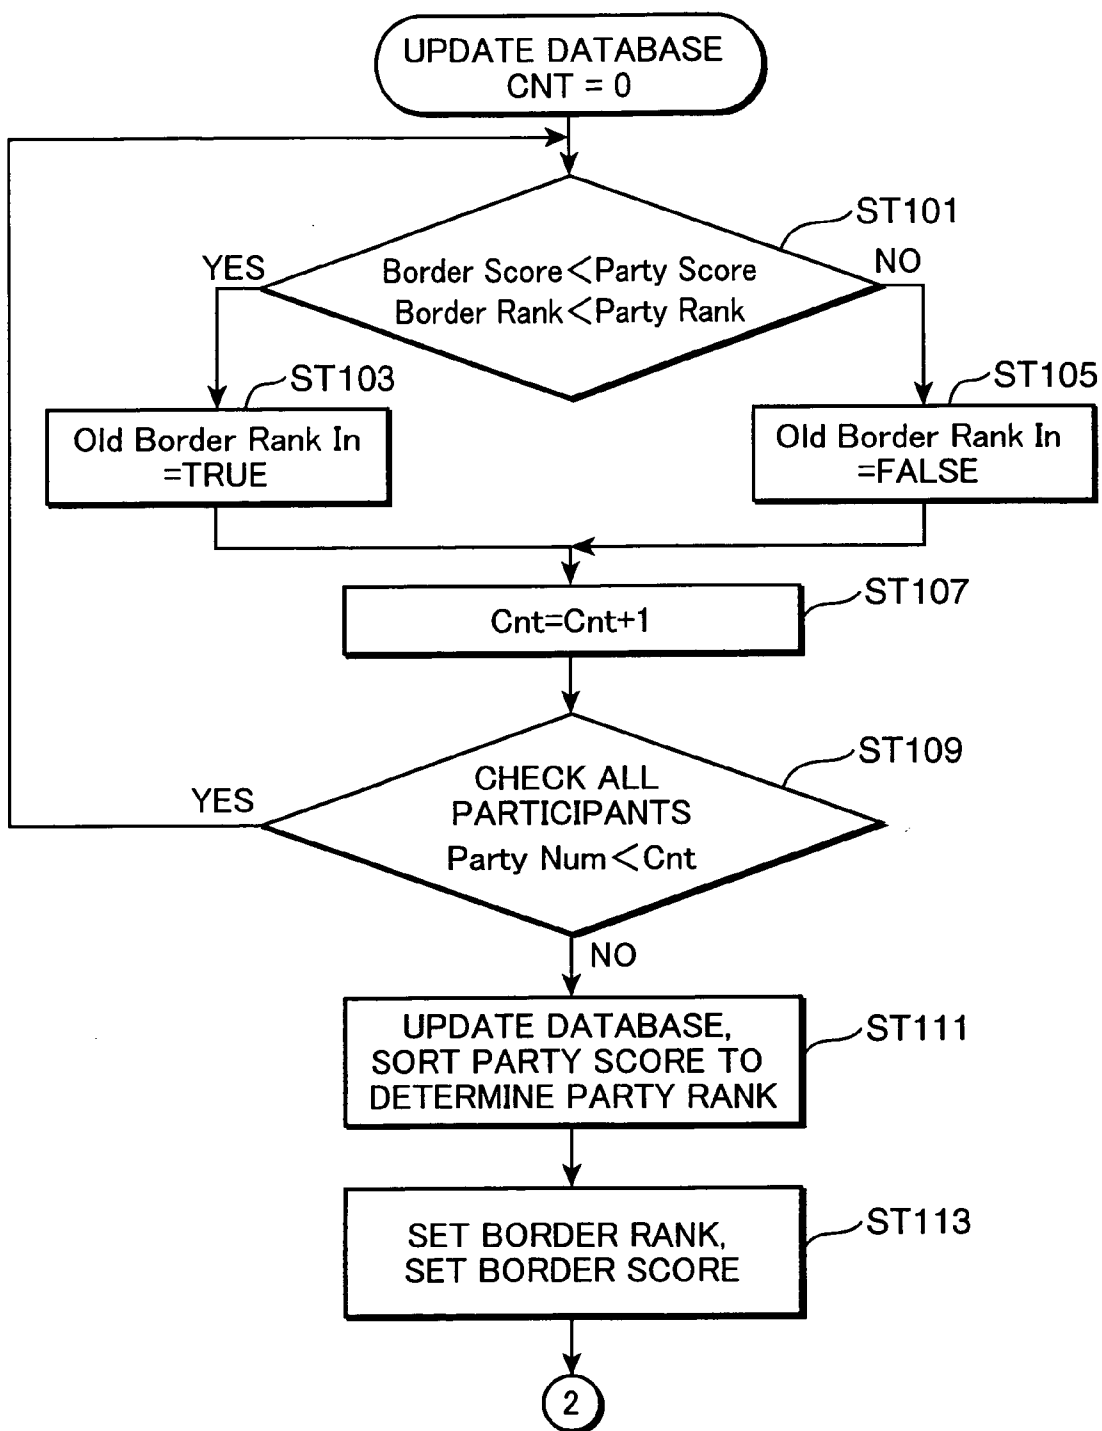 UPDATE DATABASE
CNT = 0
ST101
YES
Border Score<Party Score
Border Rank<Party Rank
NO
ST103
Old Border Rank In
=TRUE
ST105
Old Border Rank In
=FALSE
ST107
Cnt=Cnt+1
ST109
YES
CHECK ALL
PARTICIPANTS
Party Num<Cnt
NO
ST111
UPDATE DATABASE,
SORT PARTY SCORE TO
DETERMINE PARTY RANK
ST113
SET BORDER RANK,
SET BORDER SCORE
2